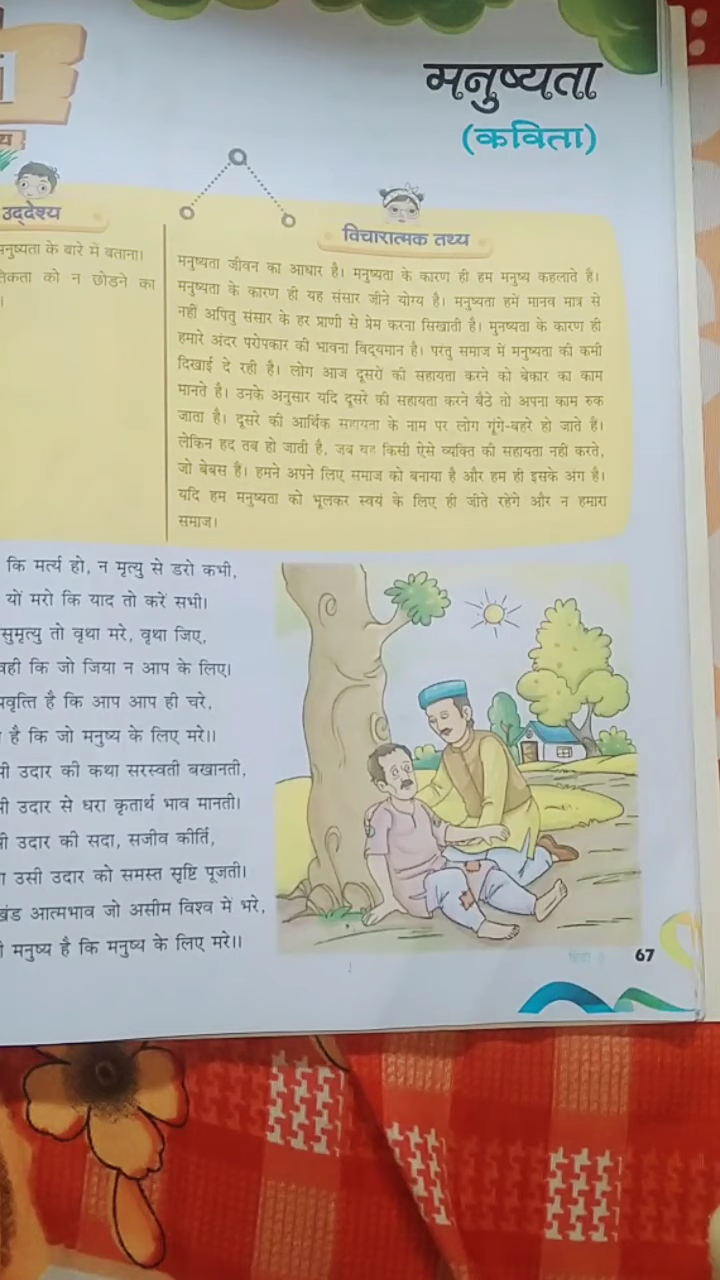 मनुष्यता
(कविता)
उद्देश्य
मनुष्यता के बारे में बताना।
को न छोडने का
विचारात्मक तथ्य
मनुष्यता जीवन का आधार है। मनुष्यता के कारण ही हम मनुष्य कहलाते है।
मनुष्यता के कारण ही यह संसार जीने योग्य है। मनुष्यता हमें मानव मात्र से
नहीं अपितु संसार के हर प्राणी से प्रेम करना सिखाती है। मुनष्यता के कारण ही
हमारे अंदर परोपकार की भावना विद्यमान है। परंतु समाज में मनुष्यता की कमी
दिखाई दे रही है। लोग आज दूसरो की सहायता करने को बेकार का काम
मानते है। उनके अनुसार यदि दूसरे की सहायता करने बैठे तो अपना काम रुक
जाता है। दूसरे की आर्थिक सहायता के नाम पर लोग गूंगे-बहरे हो जाते हैं।
लेकिन हद तब हो जाती है, जब वह किसी ऐसे व्यक्ति की सहायता नही करते,
जो बेबस है। हमने अपने लिए समाज को बनाया है और हम ही इसके अंग है।
यदि हम मनुष्यता को भूलकर स्वयं के लिए ही जीते रहेंगे और न हमारा
समाज।
कि मर्त्य हो, न मृत्यु से डरो कभी,
यों मरो कि याद तो करें सभी।
सुमृत्यु तो वृथा मरे, वृथा जिए,
वही कि जो जिया न आप के लिए।
है कि आप आप ही चरे,
है कि जो मनुष्य के लिए मरे।।
उदार की कथा सरस्वती बखानती,
उदार से धरा कृतार्थ भाव मानती।
उदार की सदा, सजीव कीर्ति,
उसी उदार को समस्त सृष्टि पूजती।
आत्मभाव जो असीम विश्व में भरे,
मनुष्य है कि मनुष्य के लिए मरे।।
67